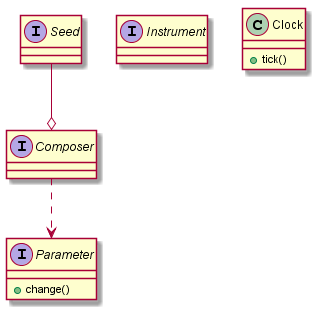 I Seed
I Instrument
C Clock
tick()
I Composer
I Parameter
change()